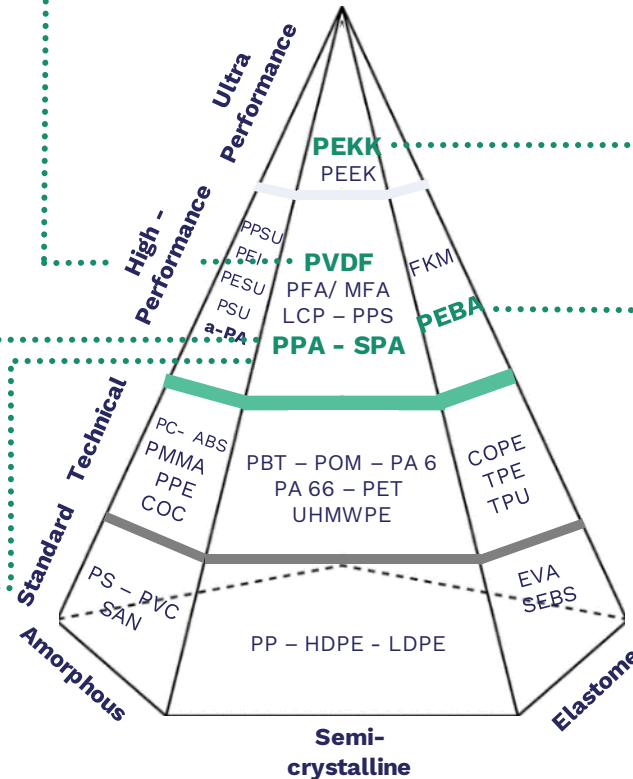 Ultra
Performance
PEKK
PEEK
High -
Performance
PPSU
PEI
PESU
PSU
a-PA
PVDF
PFA/ MFA
LCP – PPS
PPA - SPA
FKM
PEBA
Technical
PC- ABS
PMMA
PPE
COC
PBT – POM – PA 6
PA 66 – PET
UHMWPE
COPE
TPE
TPU
Standard
PS – PVC
SAN
PP – HDPE - LDPE
EVA
SEBS
Amorphous
Semi-
crystalline
Elastome